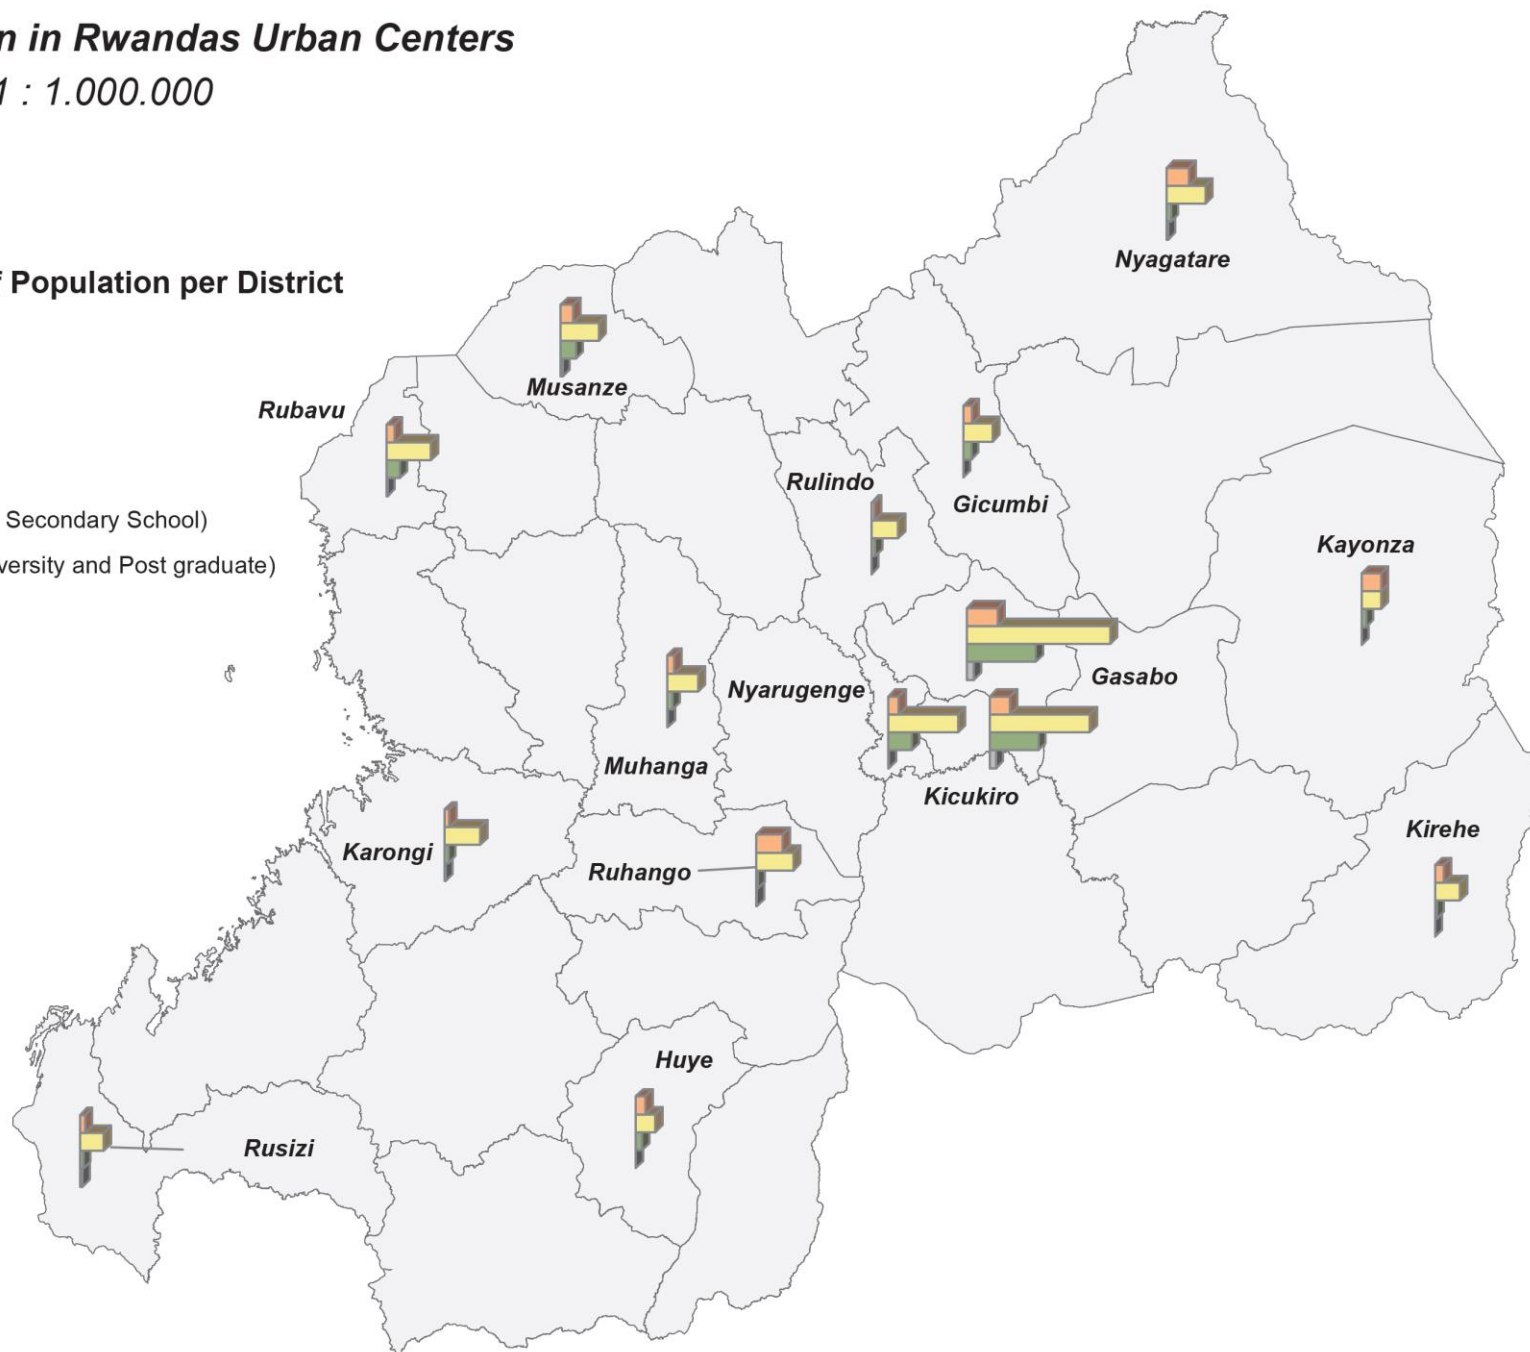 n in Rwandas Urban Centers
1 : 1.000.000
f Population per District
Secondary School)
versity and Post graduate)
Nyagatare
Musanze
Rubavu
Rulindo
Gicumbi
Kayonza
Gasabo
Nyarugenge
Muhanga
Kicukiro
Kirehe
Karongi
Ruhango
Huye
Rusizi